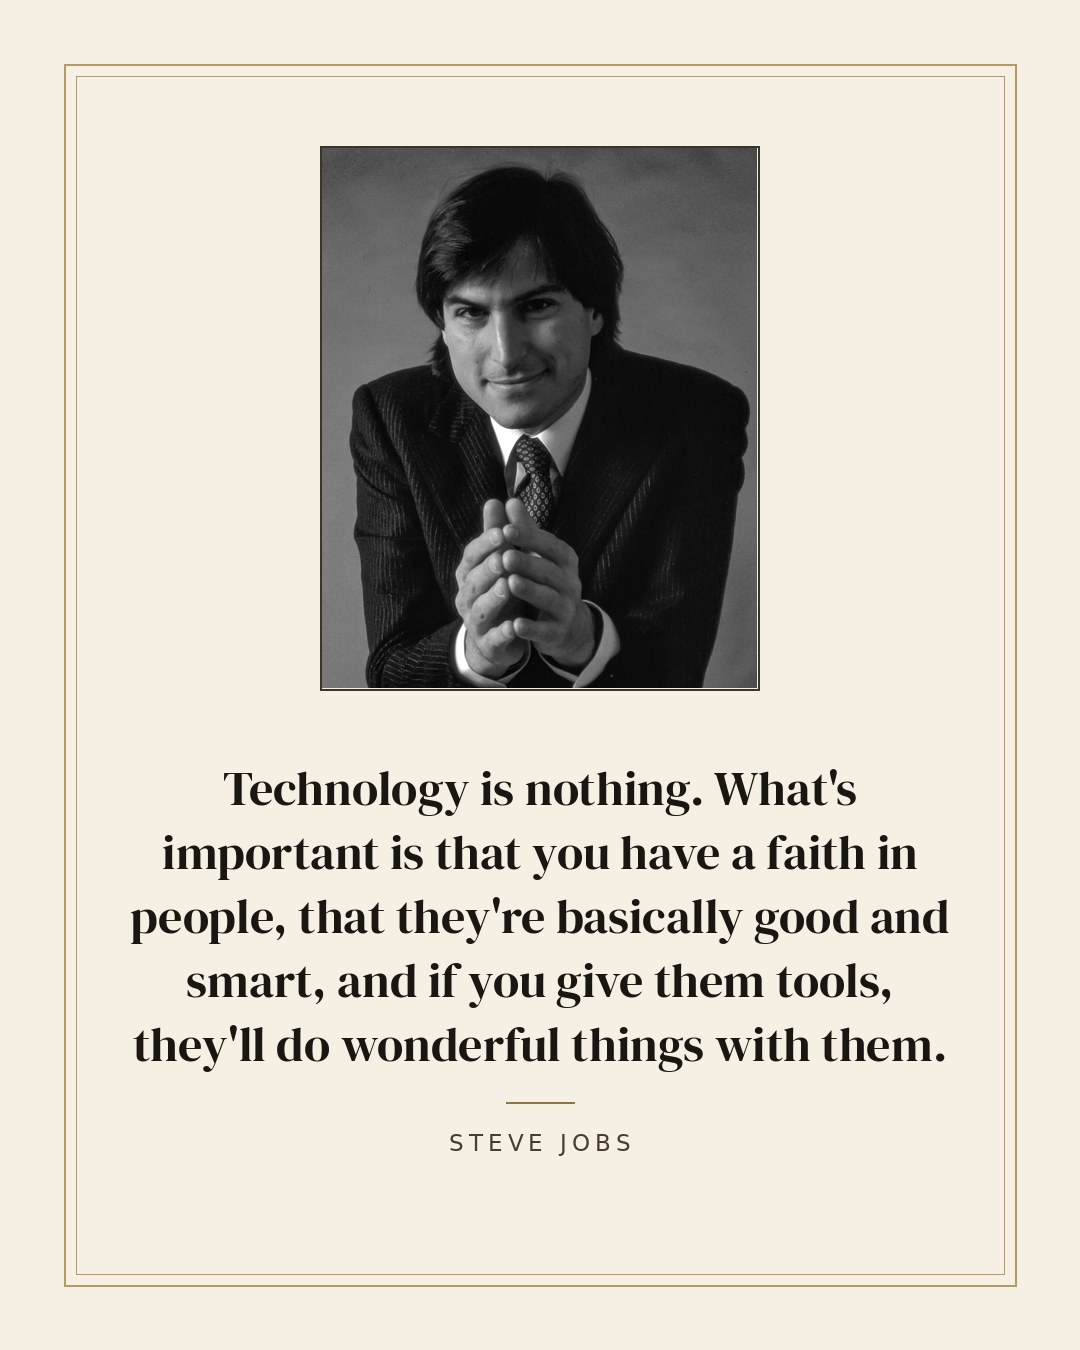 Technology is nothing. What's
important is that you have a faith in
people, that they're basically good and
smart, and if you give them tools,
they'll do wonderful things with them.
STEVE JOBS